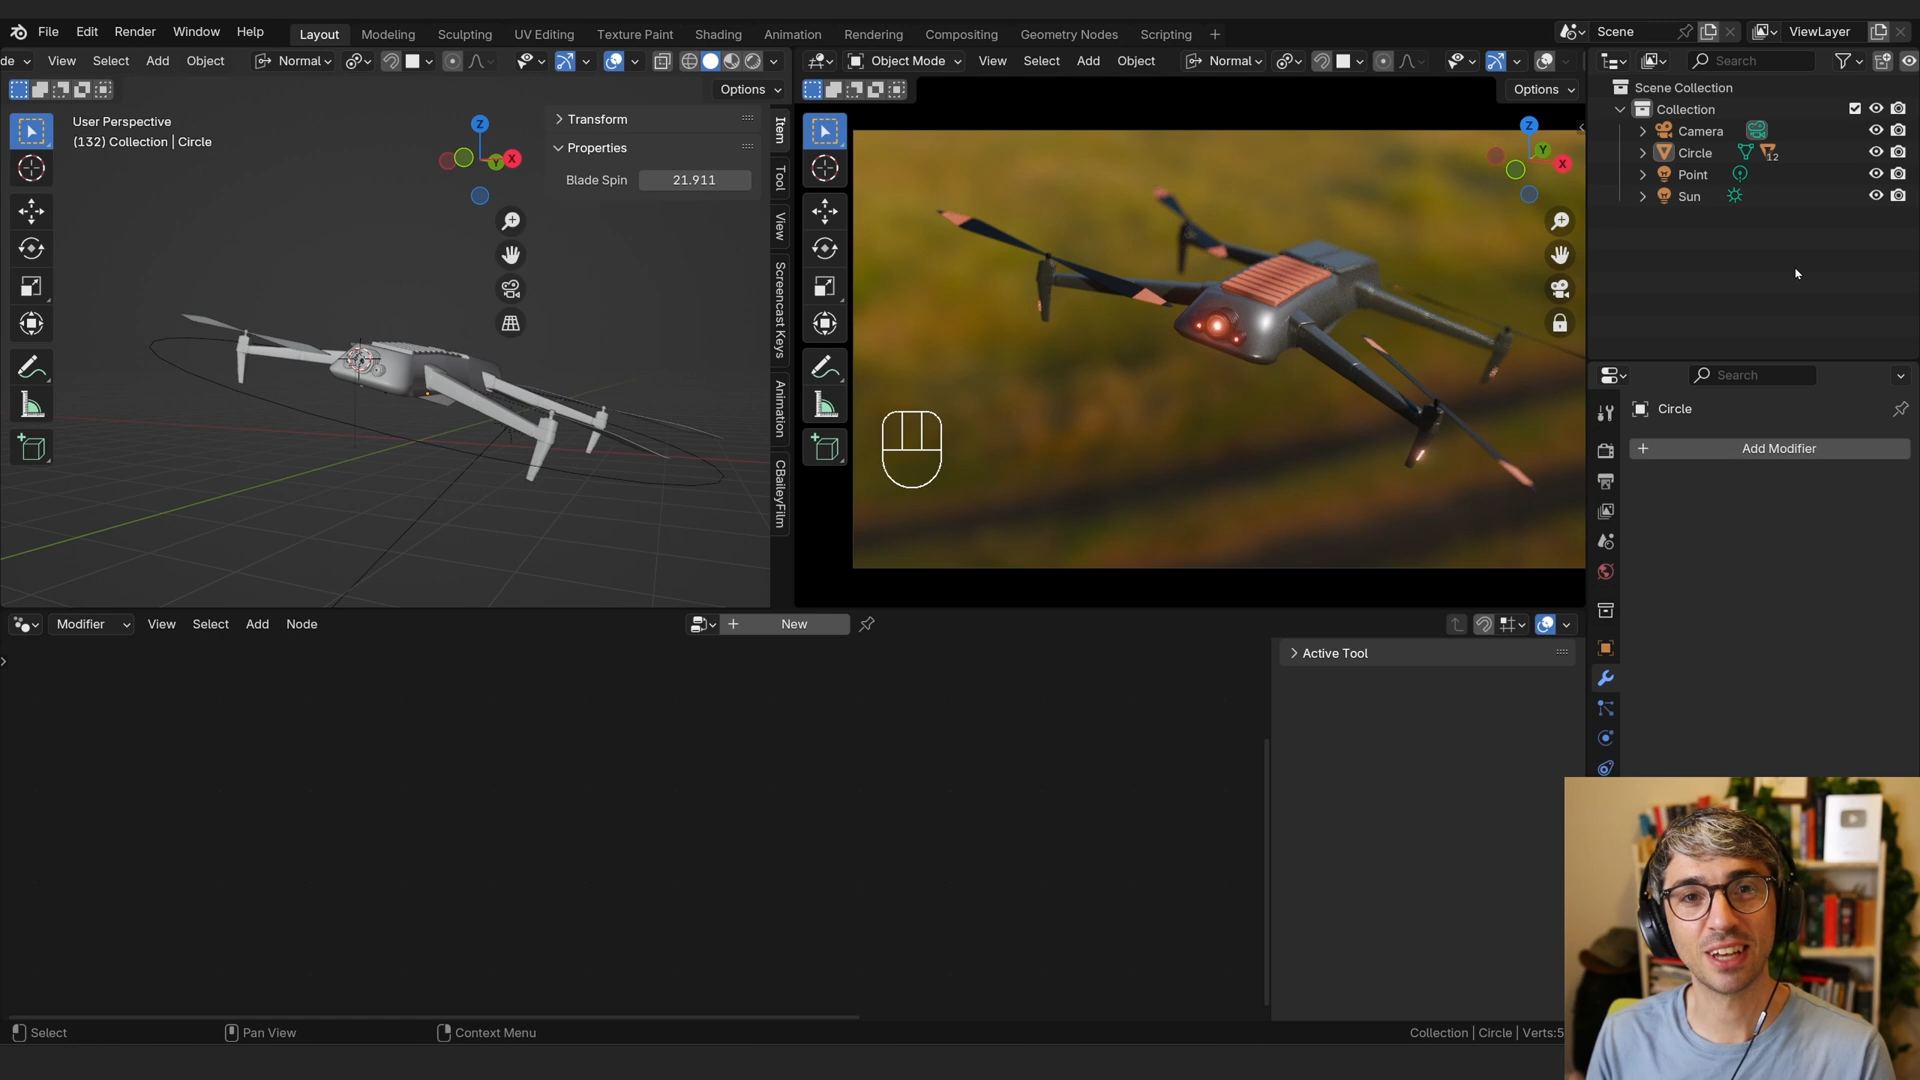 File Edit Render Window Help Layout Modeling Sculpting UV Editing Texture Paint Shading Animation Rendering Compositing Geometry Nodes Scripting + Scene ViewLayer
de View Select Add Object Normal Object Mode View Select Add Object Normal Search
Options Options
Scene Collection
Collection
Camera
Circle 12
Point
Sun
User Perspective
(132) Collection | Circle
Z
Y
X
Transform
Properties
Blade Spin 21.911
Item
Tool
View
Screencast Keys
Animation
CBaileyFilm
Z
Y
X
Search
Circle
+ Add Modifier
Modifier View Select Add Node + New
Active Tool
Select Pan View Context Menu Collection | Circle | Verts:5